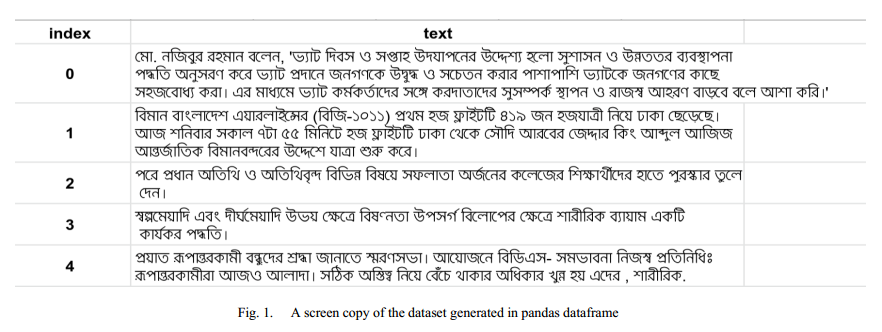 index text
0 মো. নজিবুর রহমান বলেন, 'ভ্যাট দিবস ও সপ্তাহ উদযাপনের উদ্দেশ্য হলো সুশাসন ও উন্নততর ব্যবস্থাপনা
পদ্ধতি অনুসরণ করে ভ্যাট প্রদানে জনগণকে উদ্বুদ্ধ ও সচেতন করার পাশাপাশি ভ্যাটকে জনগণের কাছে
সহজবোধ্য করা। এর মাধ্যমে ভ্যাট কর্মকর্তাদের সঙ্গে করদাতাদের সুসম্পর্ক স্থাপন ও রাজস্ব আহরণ বাড়বে বলে আশা করি।'
1 বিমান বাংলাদেশ এয়ারলাইন্সের (বিজি-১০১১) প্রথম হজ ফ্লাইটটি ৪১৯ জন হজযাত্রী নিয়ে ঢাকা ছেড়েছে।
আজ শনিবার সকাল ৭টা ৫৫ মিনিটে হজ ফ্লাইটটি ঢাকা থেকে সৌদি আরবের জেদ্দার কিং আব্দুল আজিজ
আন্তর্জাতিক বিমানবন্দরের উদ্দেশে যাত্রা শুরু করে।
2 পরে প্রধান অতিথি ও অতিথিবৃন্দ বিভিন্ন বিষয়ে সফলাতা অর্জনের কলেজের শিক্ষার্থীদের হাতে পুরস্কার তুলে
দেন।
3 স্বল্পমেয়াদি এবং দীর্ঘমেয়াদি উভয় ক্ষেত্রে বিষণনতা উপসর্গ বিলোপের ক্ষেত্রে শারীরিক ব্যায়াম একটি
কার্যকর পদ্ধতি।
4 প্রযাত রূপান্তরকামী বন্ধুদের শ্রদ্ধা জানাতে স্মরণসভা। আয়োজনে বিডিএস- সমভাবনা নিজস্ব প্রতিনিধিঃ
রূপান্তরকামীরা আজও আলাদা। সঠিক অস্তিত্ব নিয়ে বেঁচে থাকার অধিকার খুন্ন হয় এদের , শারীরিক.
Fig. 1. A screen copy of the dataset generated in pandas dataframe